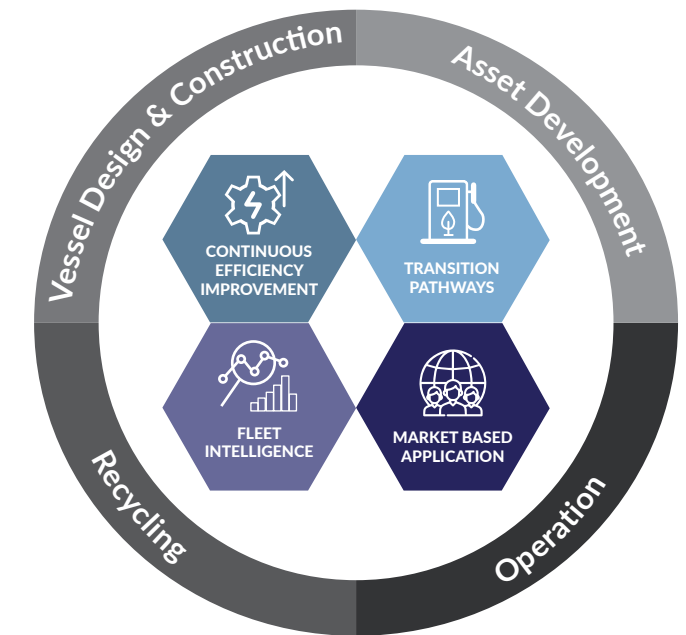 Vessel Design & Construction
Asset Development
CONTINUOUS
EFFICIENCY
IMPROVEMENT
TRANSITION
PATHWAYS
FLEET
INTELLIGENCE
MARKET BASED
APPLICATION
Recycling
Operation